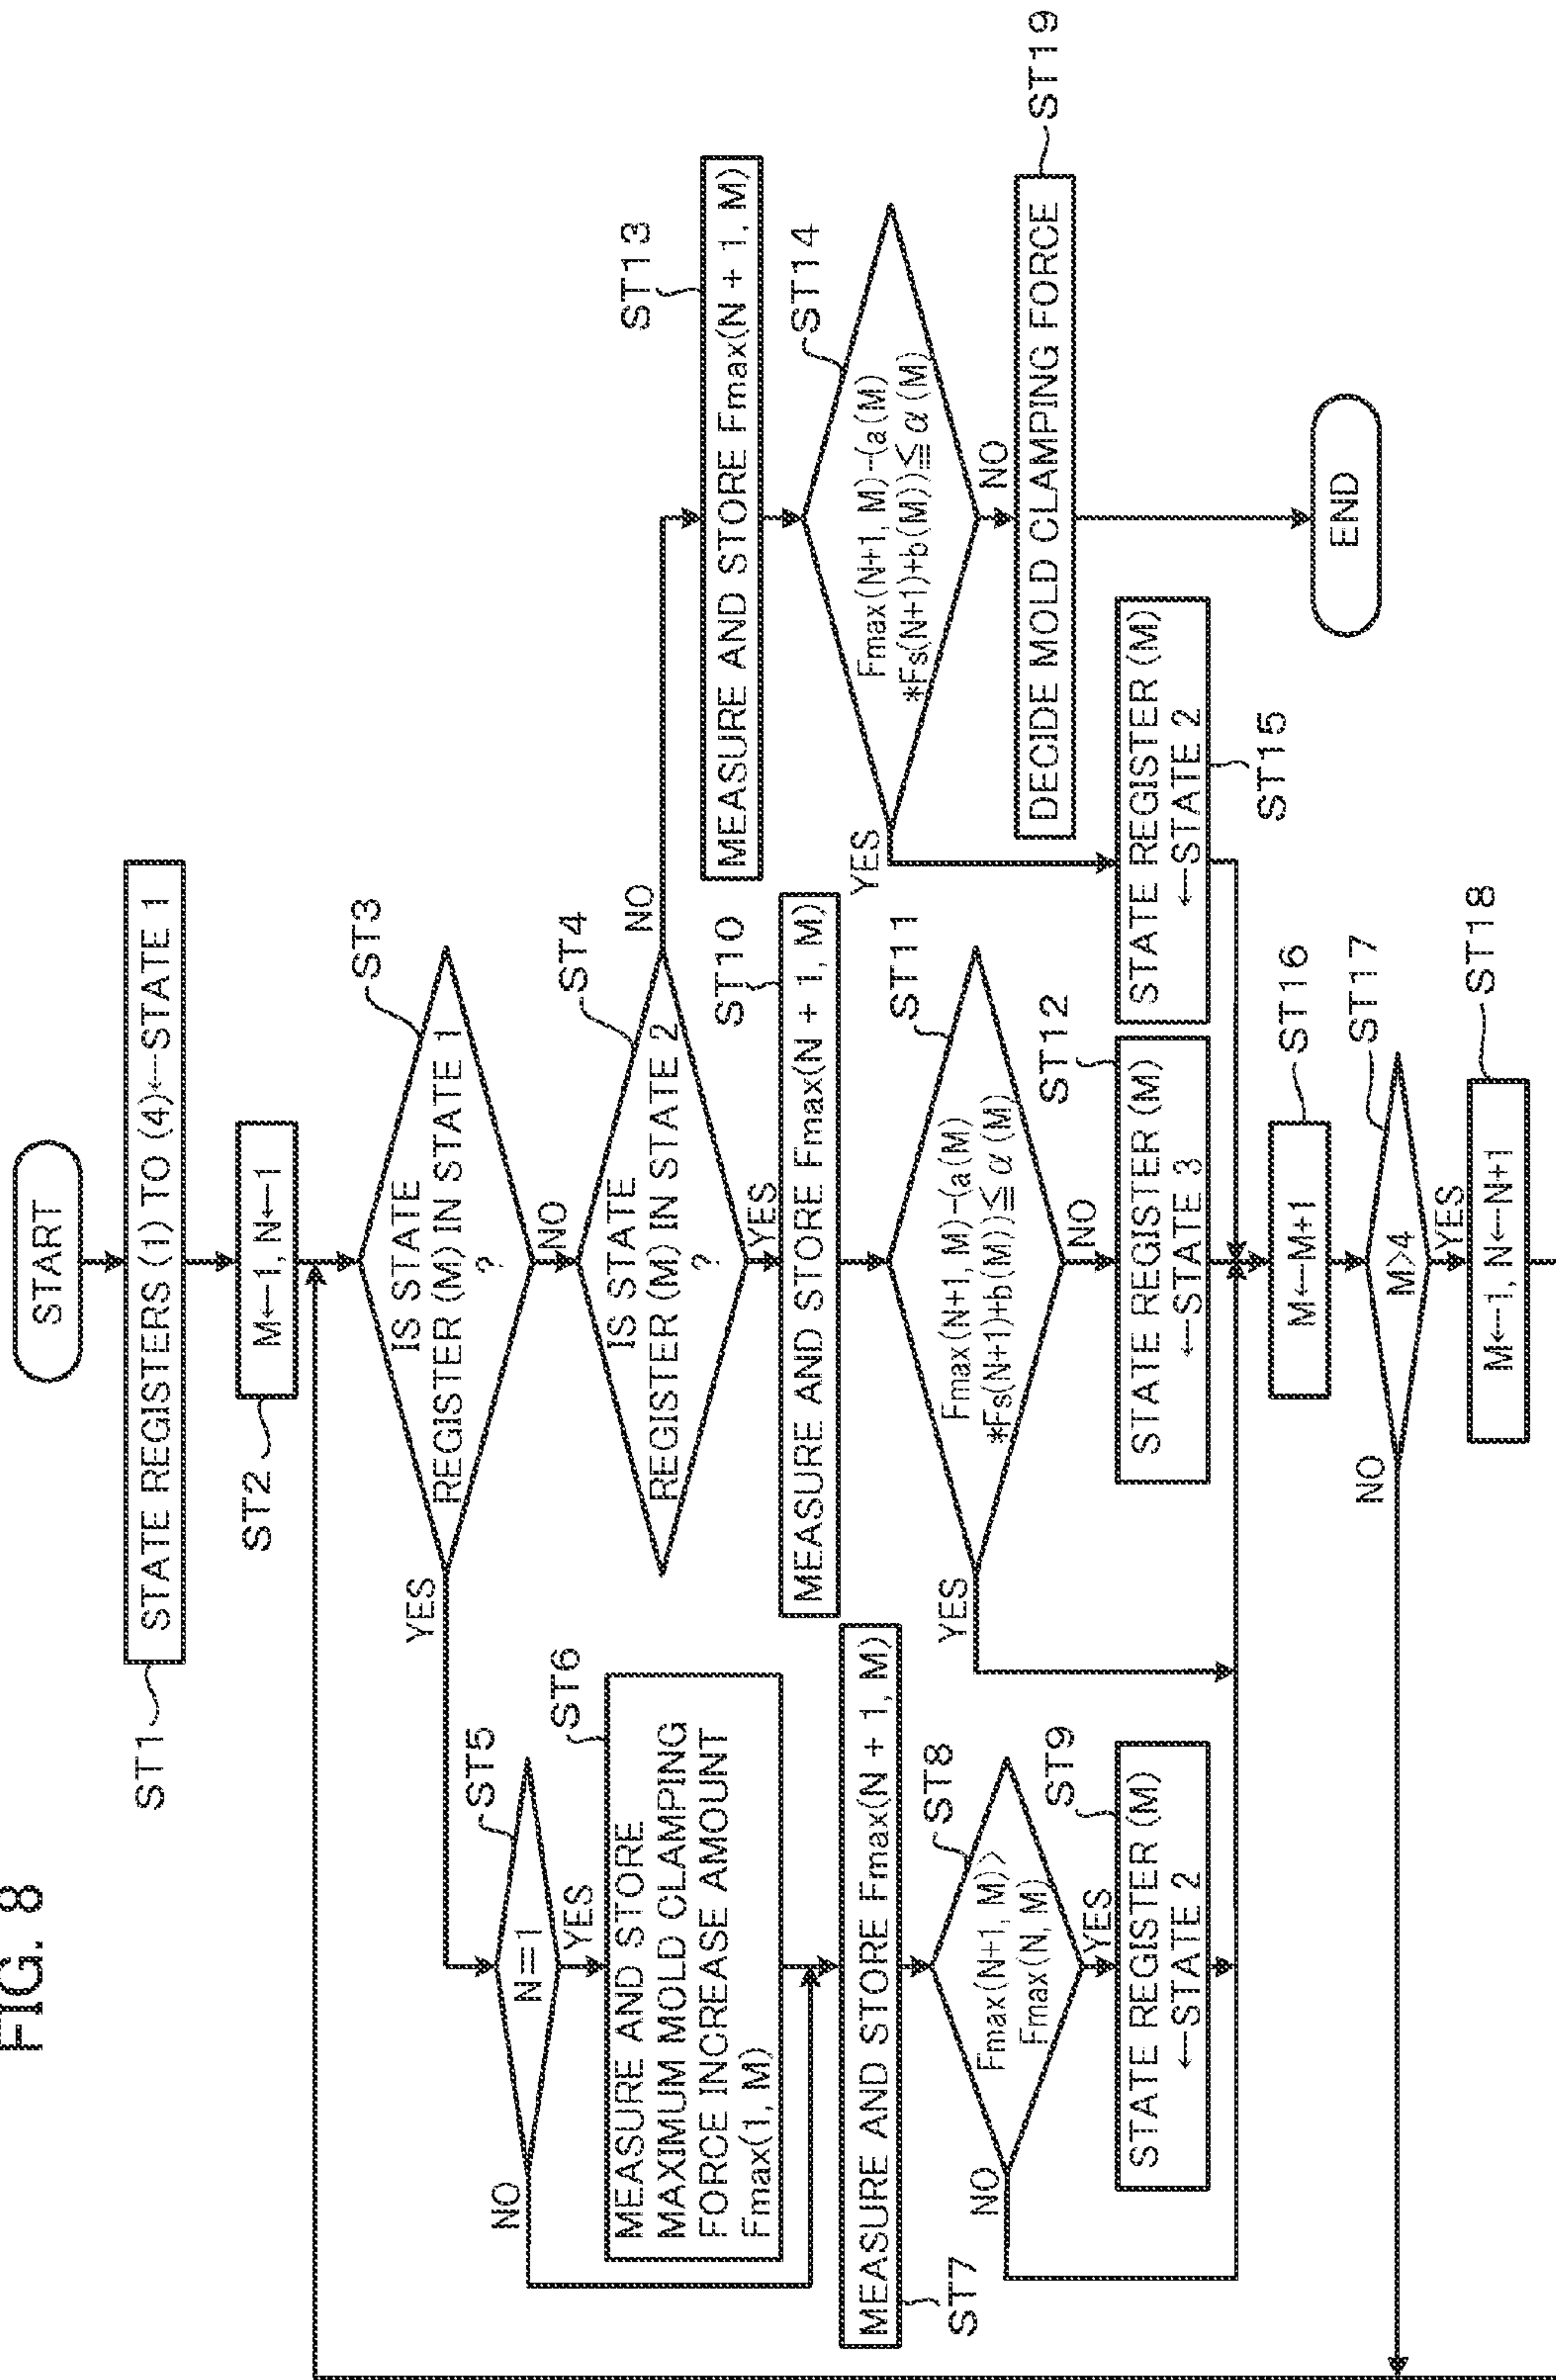 FIG. 8
START
ST1
STATE REGISTERS (1) TO (4)←STATE 1
ST2
M←1, N←1
ST3
IS STATE
REGISTER (M) IN STATE 1
?
YES
NO
ST4
IS STATE
REGISTER (M) IN STATE 2
?
YES
NO
ST5
N=1
NO
YES
ST6
MEASURE AND STORE
MAXIMUM MOLD CLAMPING
FORCE INCREASE AMOUNT
Fmax(1, M)
ST7
MEASURE AND STORE Fmax(N + 1, M)
ST8
Fmax(N+1, M)>
Fmax(N, M)
NO
YES
ST9
STATE REGISTER (M)
←STATE 2
ST10
MEASURE AND STORE Fmax(N + 1, M)
ST11
Fmax(N+1, M)-(a(M)
*Fs(N+1)+b(M))≦α(M)
YES
NO
ST12
STATE REGISTER (M)
←STATE 3
ST13
MEASURE AND STORE Fmax(N + 1, M)
ST14
Fmax(N+1, M)-(a(M)
*Fs(N+1)+b(M))≦α(M)
YES
NO
ST19
DECIDE MOLD CLAMPING FORCE
STATE REGISTER (M)
←STATE 2
ST15
END
M←M+1
ST16
M>4
ST17
NO
YES
M←1, N←N+1
ST18